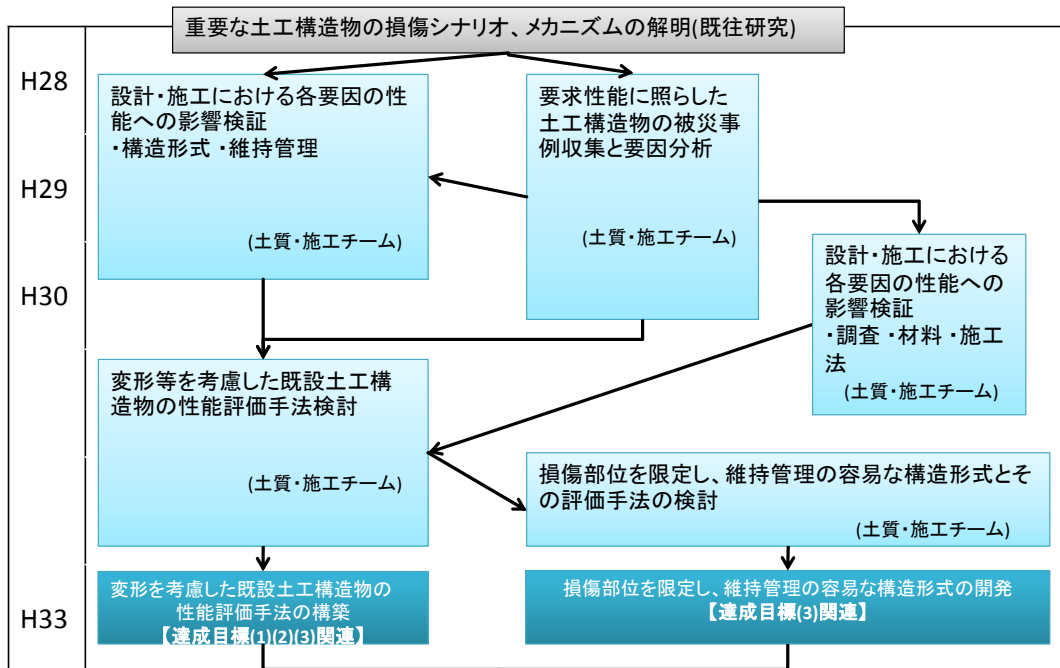 重要な土工構造物の損傷シナリオ、メカニズムの解明(既往研究)
H28
設計・施工における各要因の性
能への影響検証
・構造形式 ・維持管理
(土質・施工チーム)
要求性能に照らした
土工構造物の被災事
例収集と要因分析
(土質・施工チーム)
H29
設計・施工における
各要因の性能への
影響検証
・調査 ・材料 ・施工
法
(土質・施工チーム)
H30
変形等を考慮した既設土工構
造物の性能評価手法検討
(土質・施工チーム)
損傷部位を限定し、維持管理の容易な構造形式とそ
の評価手法の検討
(土質・施工チーム)
H33
変形を考慮した既設土工構造物の
性能評価手法の構築
【達成目標(1)(2)(3)関連】
損傷部位を限定し、維持管理の容易な構造形式の開発
【達成目標(3)関連】